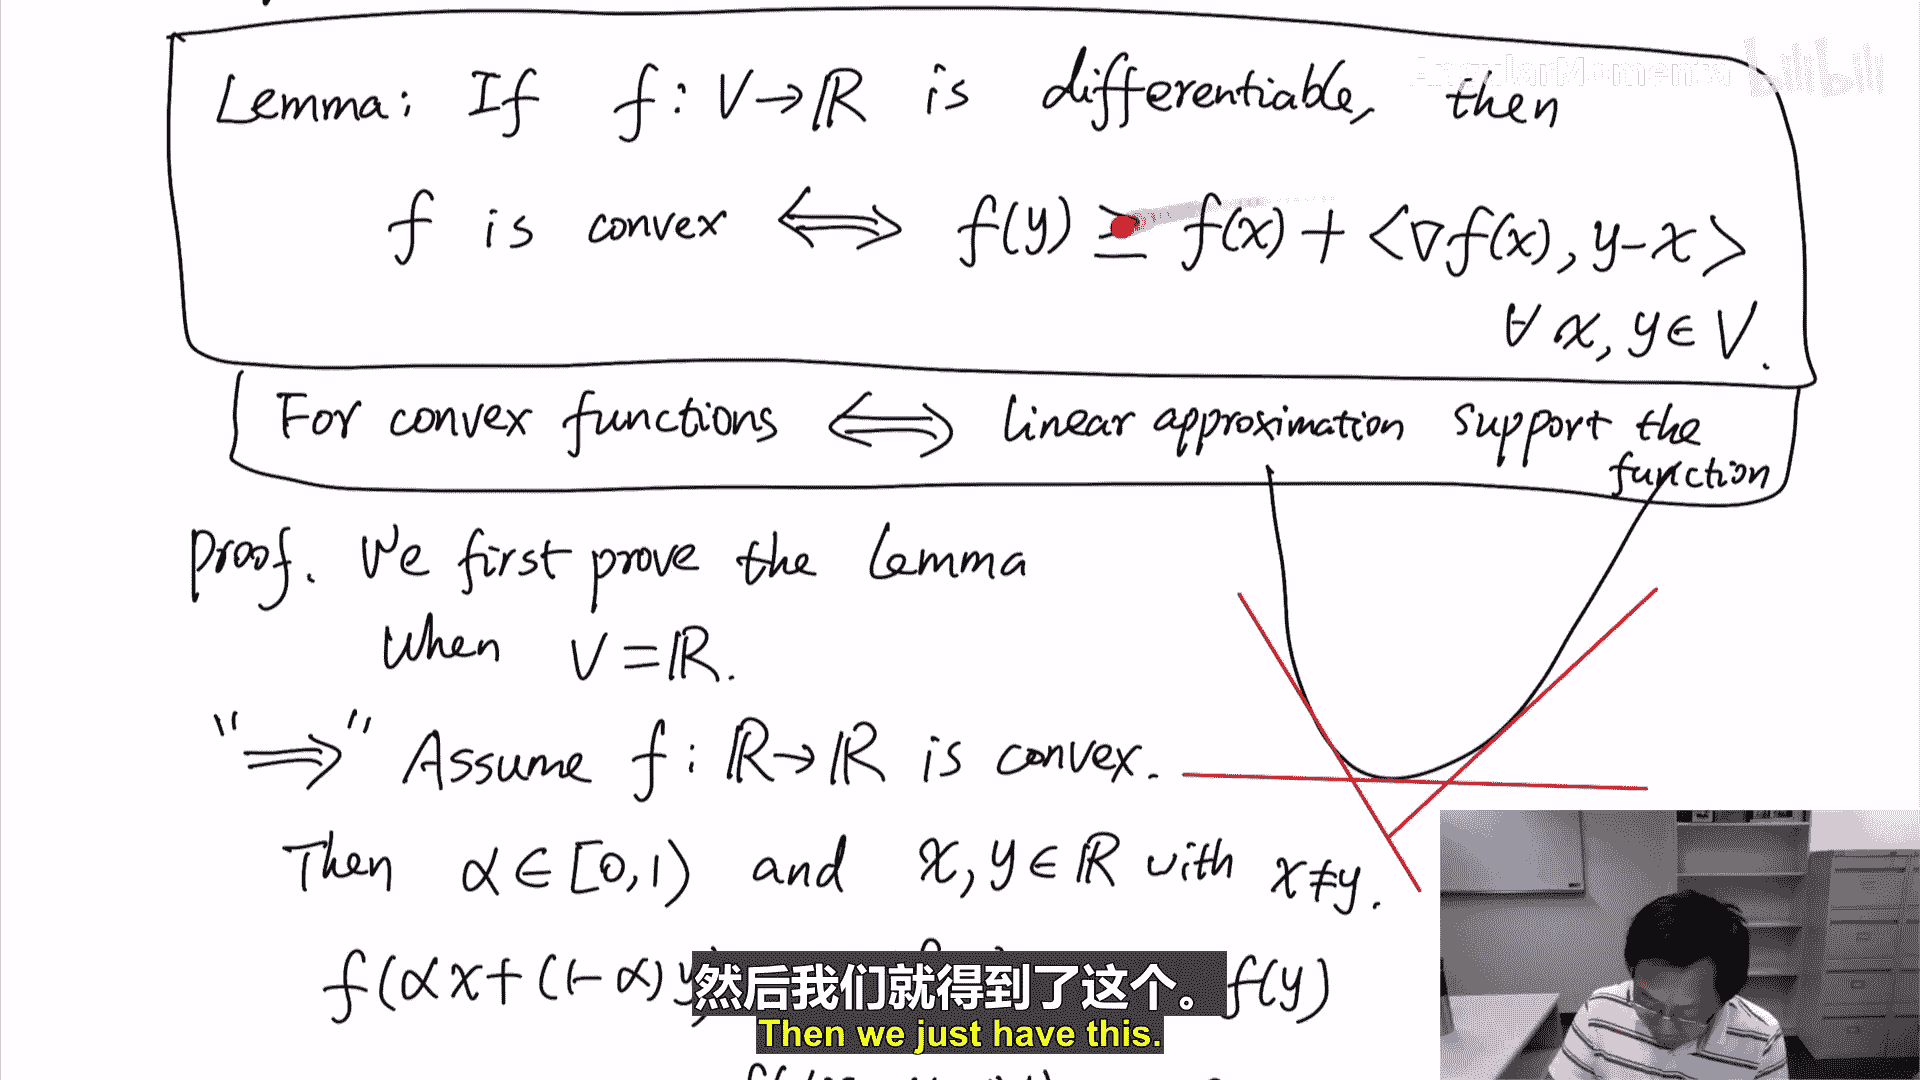 AngularMomenta bilibili
Lemma: If f: V→ℝ is differentiable, then
f is convex ⟺ f(y) ≥ f(x) + <∇f(x), y-x>
∀ x, y ∈ V.
For convex functions ⟺ linear approximation support the
function
Proof. We first prove the Lemma
When V = ℝ.
"⟹" Assume f: ℝ→ℝ is convex.
Then α ∈ [0,1) and x, y ∈ ℝ with x≠y.
f(αx+(1-α)y f(y)
然后我们就得到了这个。
Then we just have this.